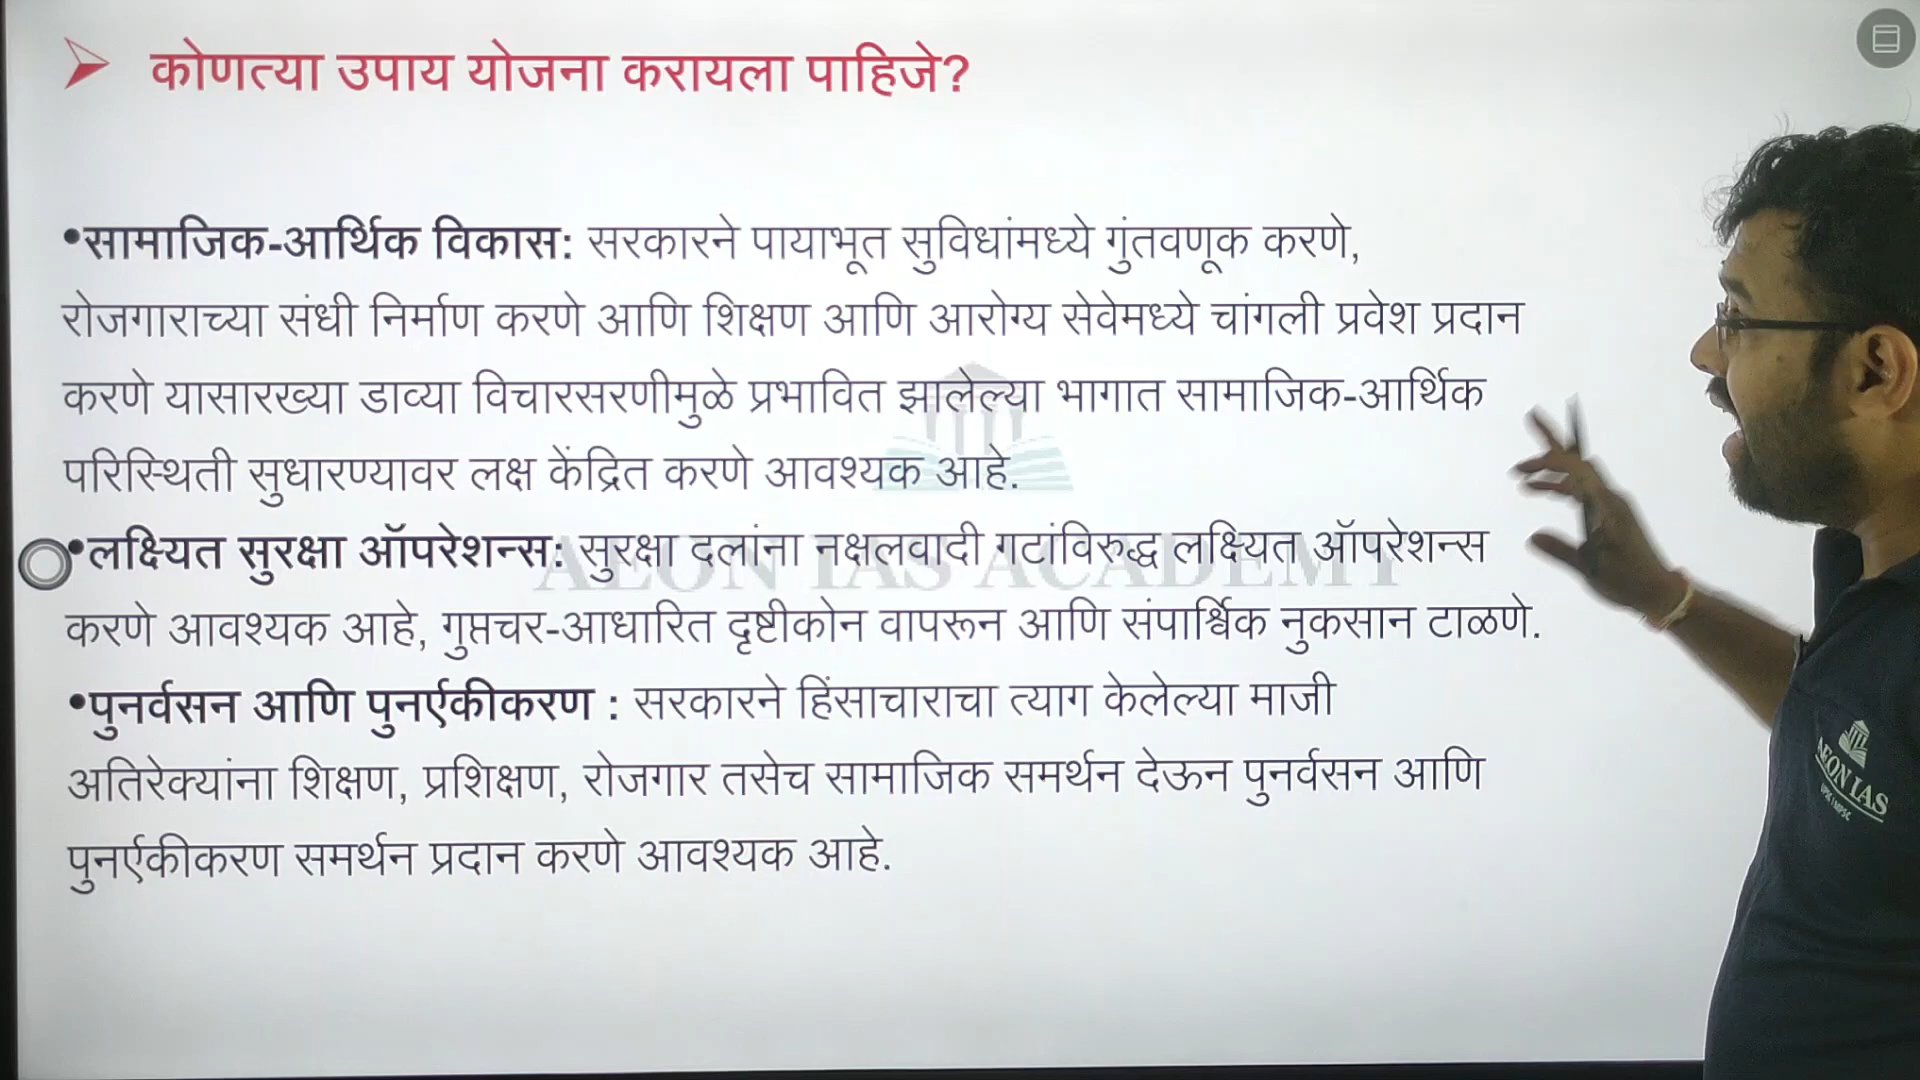 कोणत्या उपाय योजना करायला पाहिजे?
•सामाजिक-आर्थिक विकास: सरकारने पायाभूत सुविधांमध्ये गुंतवणूक करणे,
रोजगाराच्या संधी निर्माण करणे आणि शिक्षण आणि आरोग्य सेवेमध्ये चांगली प्रवेश प्रदान
करणे यासारख्या डाव्या विचारसरणीमुळे प्रभावित झालेल्या भागात सामाजिक-आर्थिक
परिस्थिती सुधारण्यावर लक्ष केंद्रित करणे आवश्यक आहे.
•लक्ष्यित सुरक्षा ऑपरेशन्स: सुरक्षा दलांना नक्षलवादी गटांविरुद्ध लक्ष्यित ऑपरेशन्स
करणे आवश्यक आहे, गुप्तचर-आधारित दृष्टीकोन वापरून आणि संपार्श्विक नुकसान टाळणे.
•पुनर्वसन आणि पुनर्एकीकरण : सरकारने हिंसाचाराचा त्याग केलेल्या माजी
अतिरेक्यांना शिक्षण, प्रशिक्षण, रोजगार तसेच सामाजिक समर्थन देऊन पुनर्वसन आणि
पुनर्एकीकरण समर्थन प्रदान करणे आवश्यक आहे.
AEON IAS ACADEMY
AEON IAS
UPSC | MPSC